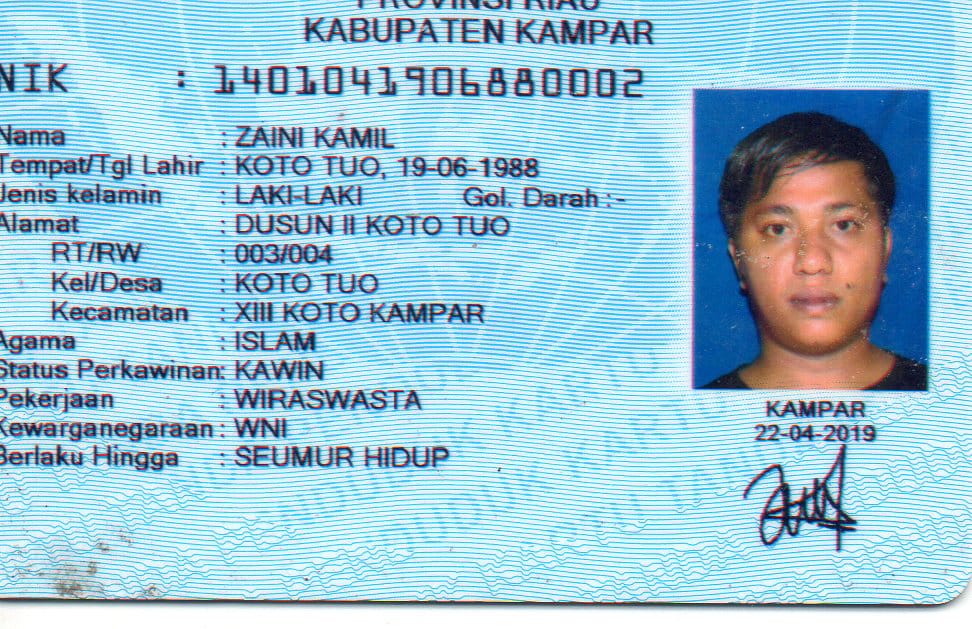 PROVINSI RIAU
KABUPATEN KAMPAR
NIK : 1401041906880002
Nama : ZAINI KAMIL
Tempat/Tgl Lahir : KOTO TUO, 19-06-1988
Jenis kelamin : LAKI-LAKI Gol. Darah : -
Alamat : DUSUN II KOTO TUO
RT/RW : 003/004
Kel/Desa : KOTO TUO
Kecamatan : XIII KOTO KAMPAR
Agama : ISLAM
Status Perkawinan: KAWIN
Pekerjaan : WIRASWASTA
Kewarganegaraan : WNI
Berlaku Hingga : SEUMUR HIDUP
KAMPAR
22-04-2019